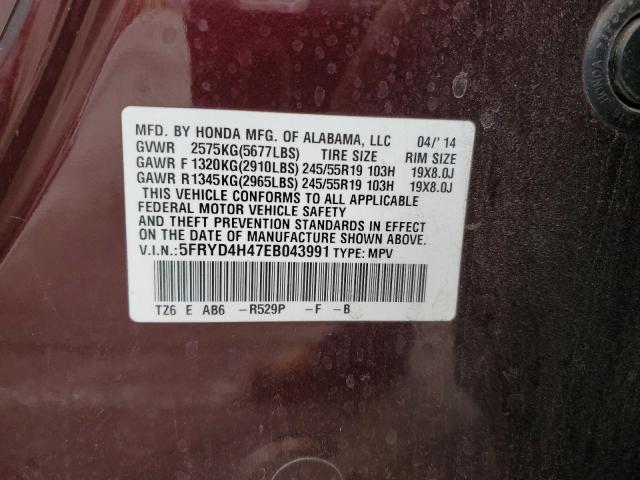 MFD. BY HONDA MFG. OF ALABAMA, LLC 04/'14
GVWR 2575KG(5677LBS) TIRE SIZE RIM SIZE
GAWR F 1320KG(2910LBS) 245/55R19 103H 19X8.0J
GAWR R1345KG(2965LBS) 245/55R19 103H 19X8.0J
THIS VEHICLE CONFORMS TO ALL APPLICABLE
FEDERAL MOTOR VEHICLE SAFETY
AND THEFT PREVENTION STANDARDS IN EFFECT
ON THE DATE OF MANUFACTURE SHOWN ABOVE.
V.I.N.:5FRYD4H47EB043991 TYPE: MPV
TZ6 E AB6 -R529P -F -B
HONDA